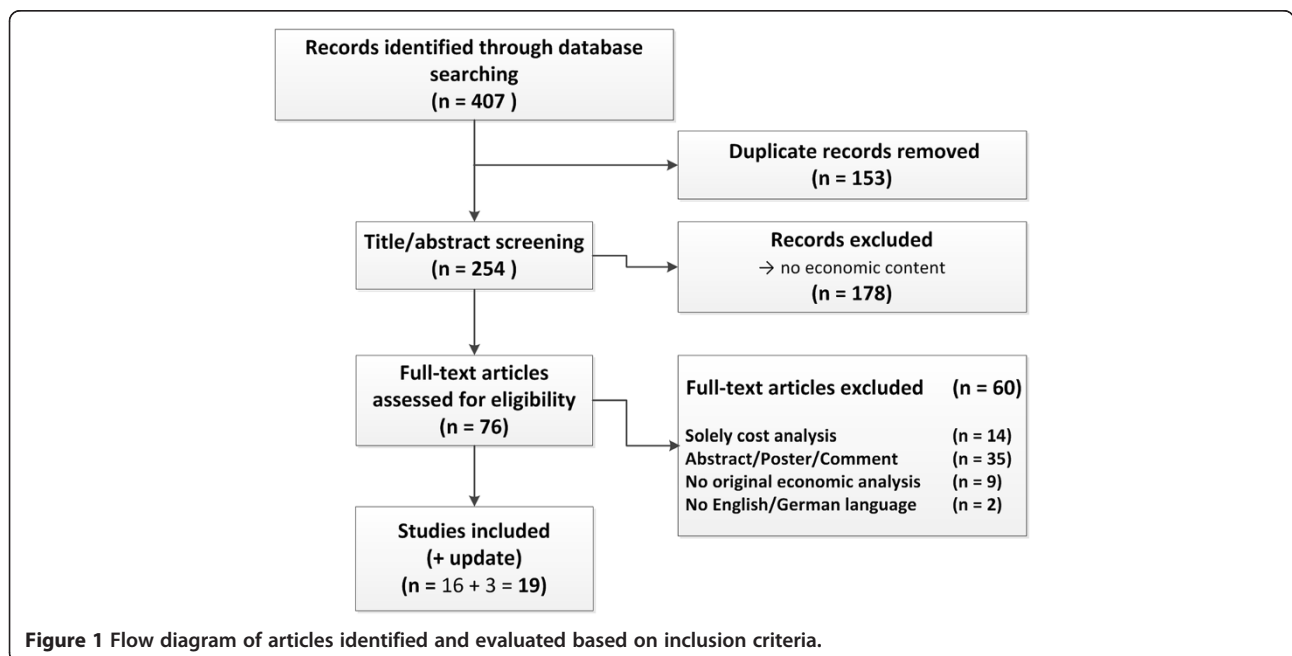 Records identified through database
searching
(n = 407 )
Duplicate records removed
(n = 153)
Title/abstract screening
(n = 254 )
Records excluded
→ no economic content
(n = 178)
Full-text articles
assessed for eligibility
(n = 76)
Full-text articles excluded (n = 60)
Solely cost analysis (n = 14)
Abstract/Poster/Comment (n = 35)
No original economic analysis (n = 9)
No English/German language (n = 2)
Studies included
(+ update)
(n = 16 + 3 = 19)
Figure 1 Flow diagram of articles identified and evaluated based on inclusion criteria.